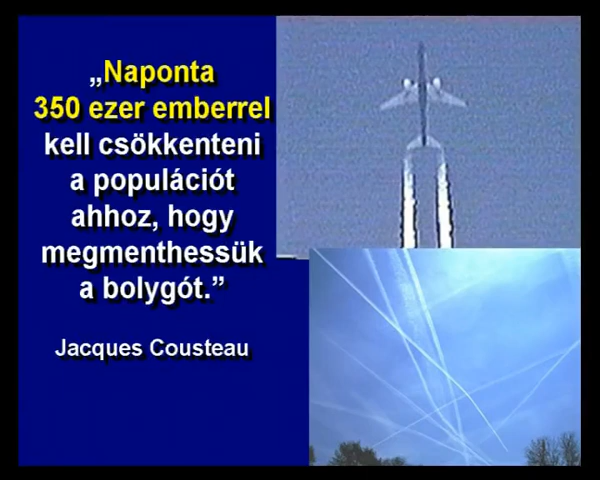 „Naponta
350 ezer emberrel
kell csökkenteni
a populációt
ahhoz, hogy
megmenthessük
a bolygót.”
Jacques Cousteau